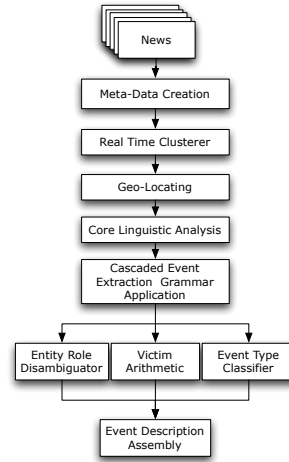 News
Meta-Data Creation
Real Time Clusterer
Geo-Locating
Core Linguistic Analysis
Cascaded Event
Extraction Grammar
Application
Entity Role
Disambiguator
Victim
Arithmetic
Event Type
Classifier
Event Description
Assembly